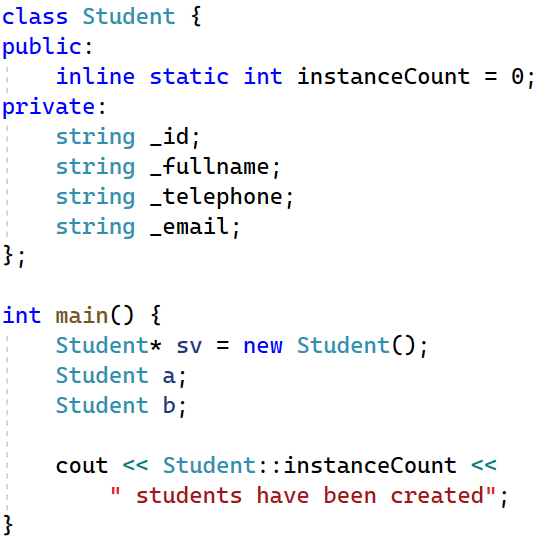 class Student {
public:
    inline static int instanceCount = 0;
private:
    string _id;
    string _fullname;
    string _telephone;
    string _email;
};

int main() {
    Student* sv = new Student();
    Student a;
    Student b;

    cout << Student::instanceCount <<
        " students have been created";
}